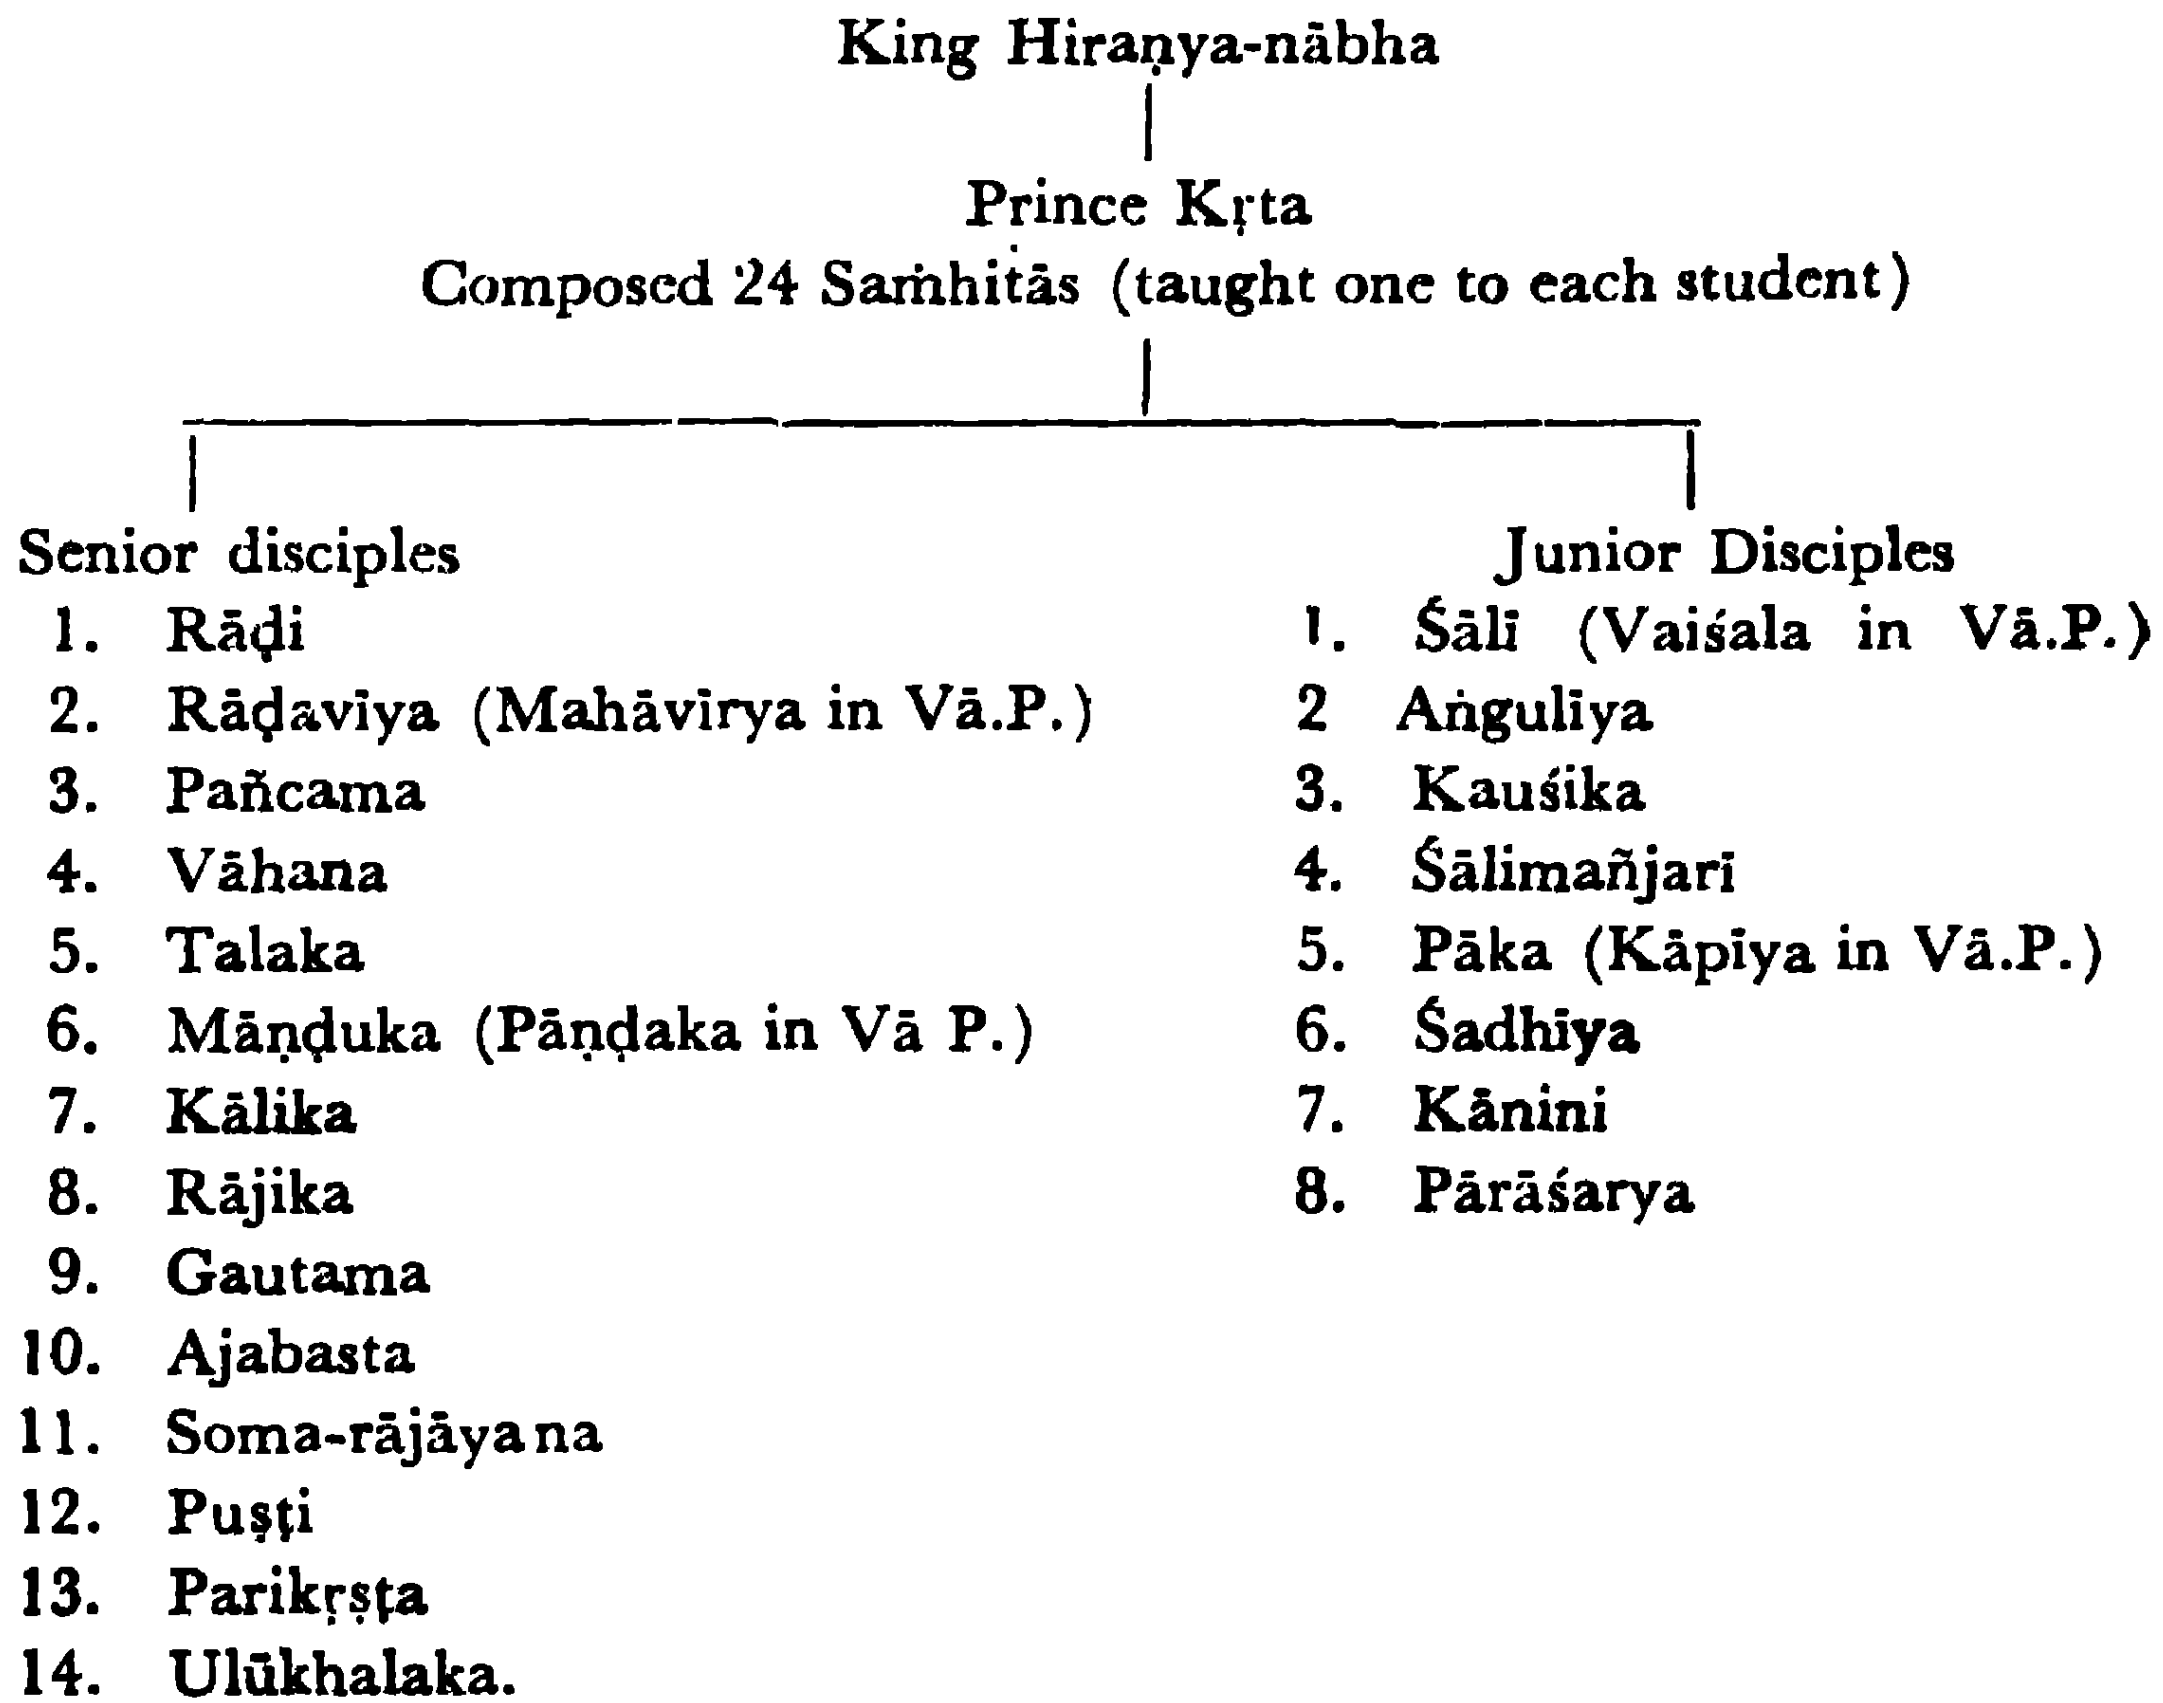 King Hiraṇya-nābha
Prince Kṛta
Composed 24 Saṁhitās (taught one to each student)
Senior disciples
1. Rāḍi
2. Rāḍavīya (Mahāvīrya in Vā.P.)
3. Pañcama
4. Vāhana
5. Talaka
6. Māṇḍuka (Pāṇḍaka in Vā P.)
7. Kālika
8. Rājika
9. Gautama
10. Ajabasta
11. Soma-rājāyana
12. Puṣṭi
13. Parikṛṣṭa
14. Ulūkhalaka.
Junior Disciples
1. Śālī (Vaiśala in Vā.P.)
2 Aṅgulīya
3. Kauśika
4. Śālimañjarī
5. Pāka (Kāpīya in Vā.P.)
6. Śadhīya
7. Kānini
8. Pārāśarya